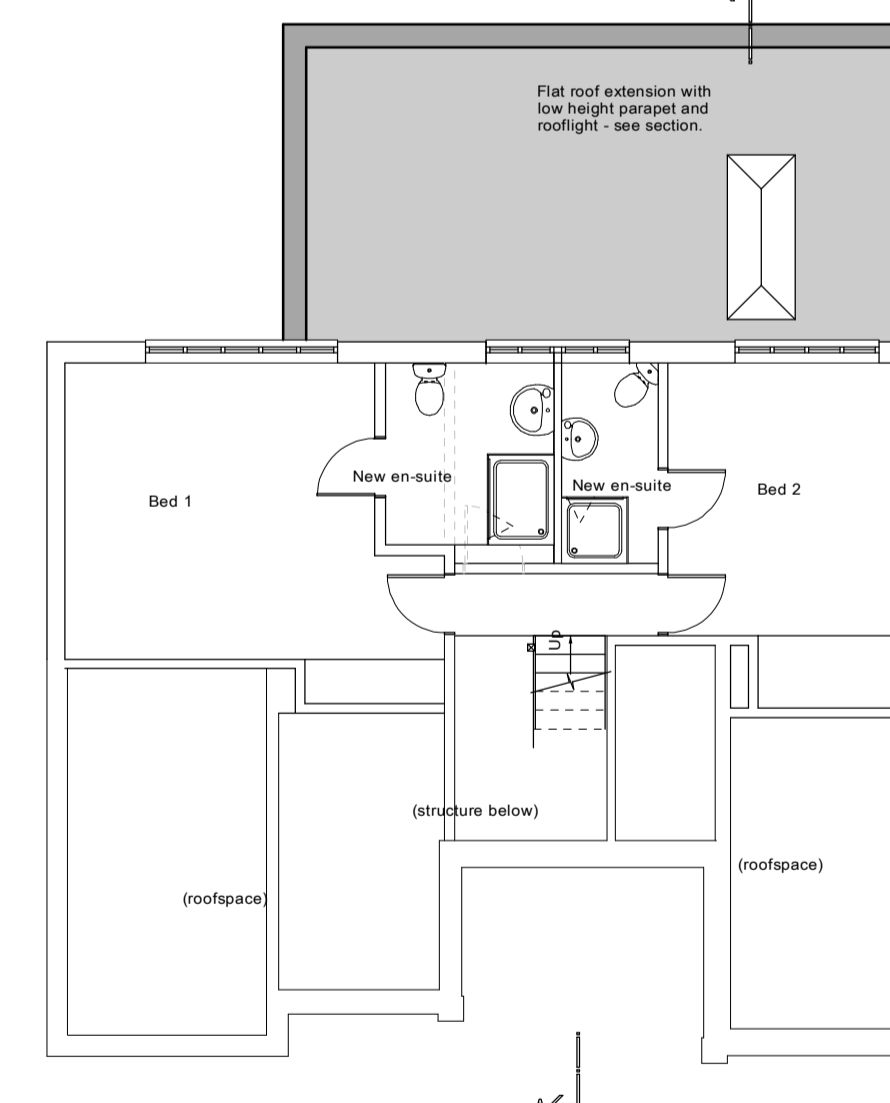 Flat roof extension with
low height parapet and
rooflight - see section.
New en-suite
New en-suite
Bed 1
Bed 2
UP
(structure below)
(roofspace)
(roofspace)